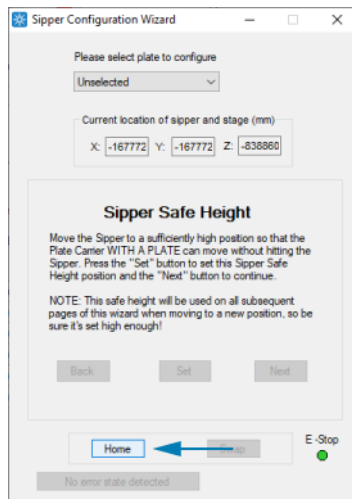 Sipper Configuration Wizard
Please select plate to configure
Unselected
Current location of sipper and stage (mm)
X: -167772 Y: -167772 Z: -838860
Sipper Safe Height
Move the Sipper to a sufficiently high position so that the
Plate Carrier WITH A PLATE can move without hitting the
Sipper. Press the "Set" button to set this Sipper Safe
Height position and the "Next" button to continue.
NOTE: This safe height will be used on all subsequent
pages of this wizard when moving to a new position, so be
sure it's set high enough!
Back Set Next
E -Stop
Home
No error state detected